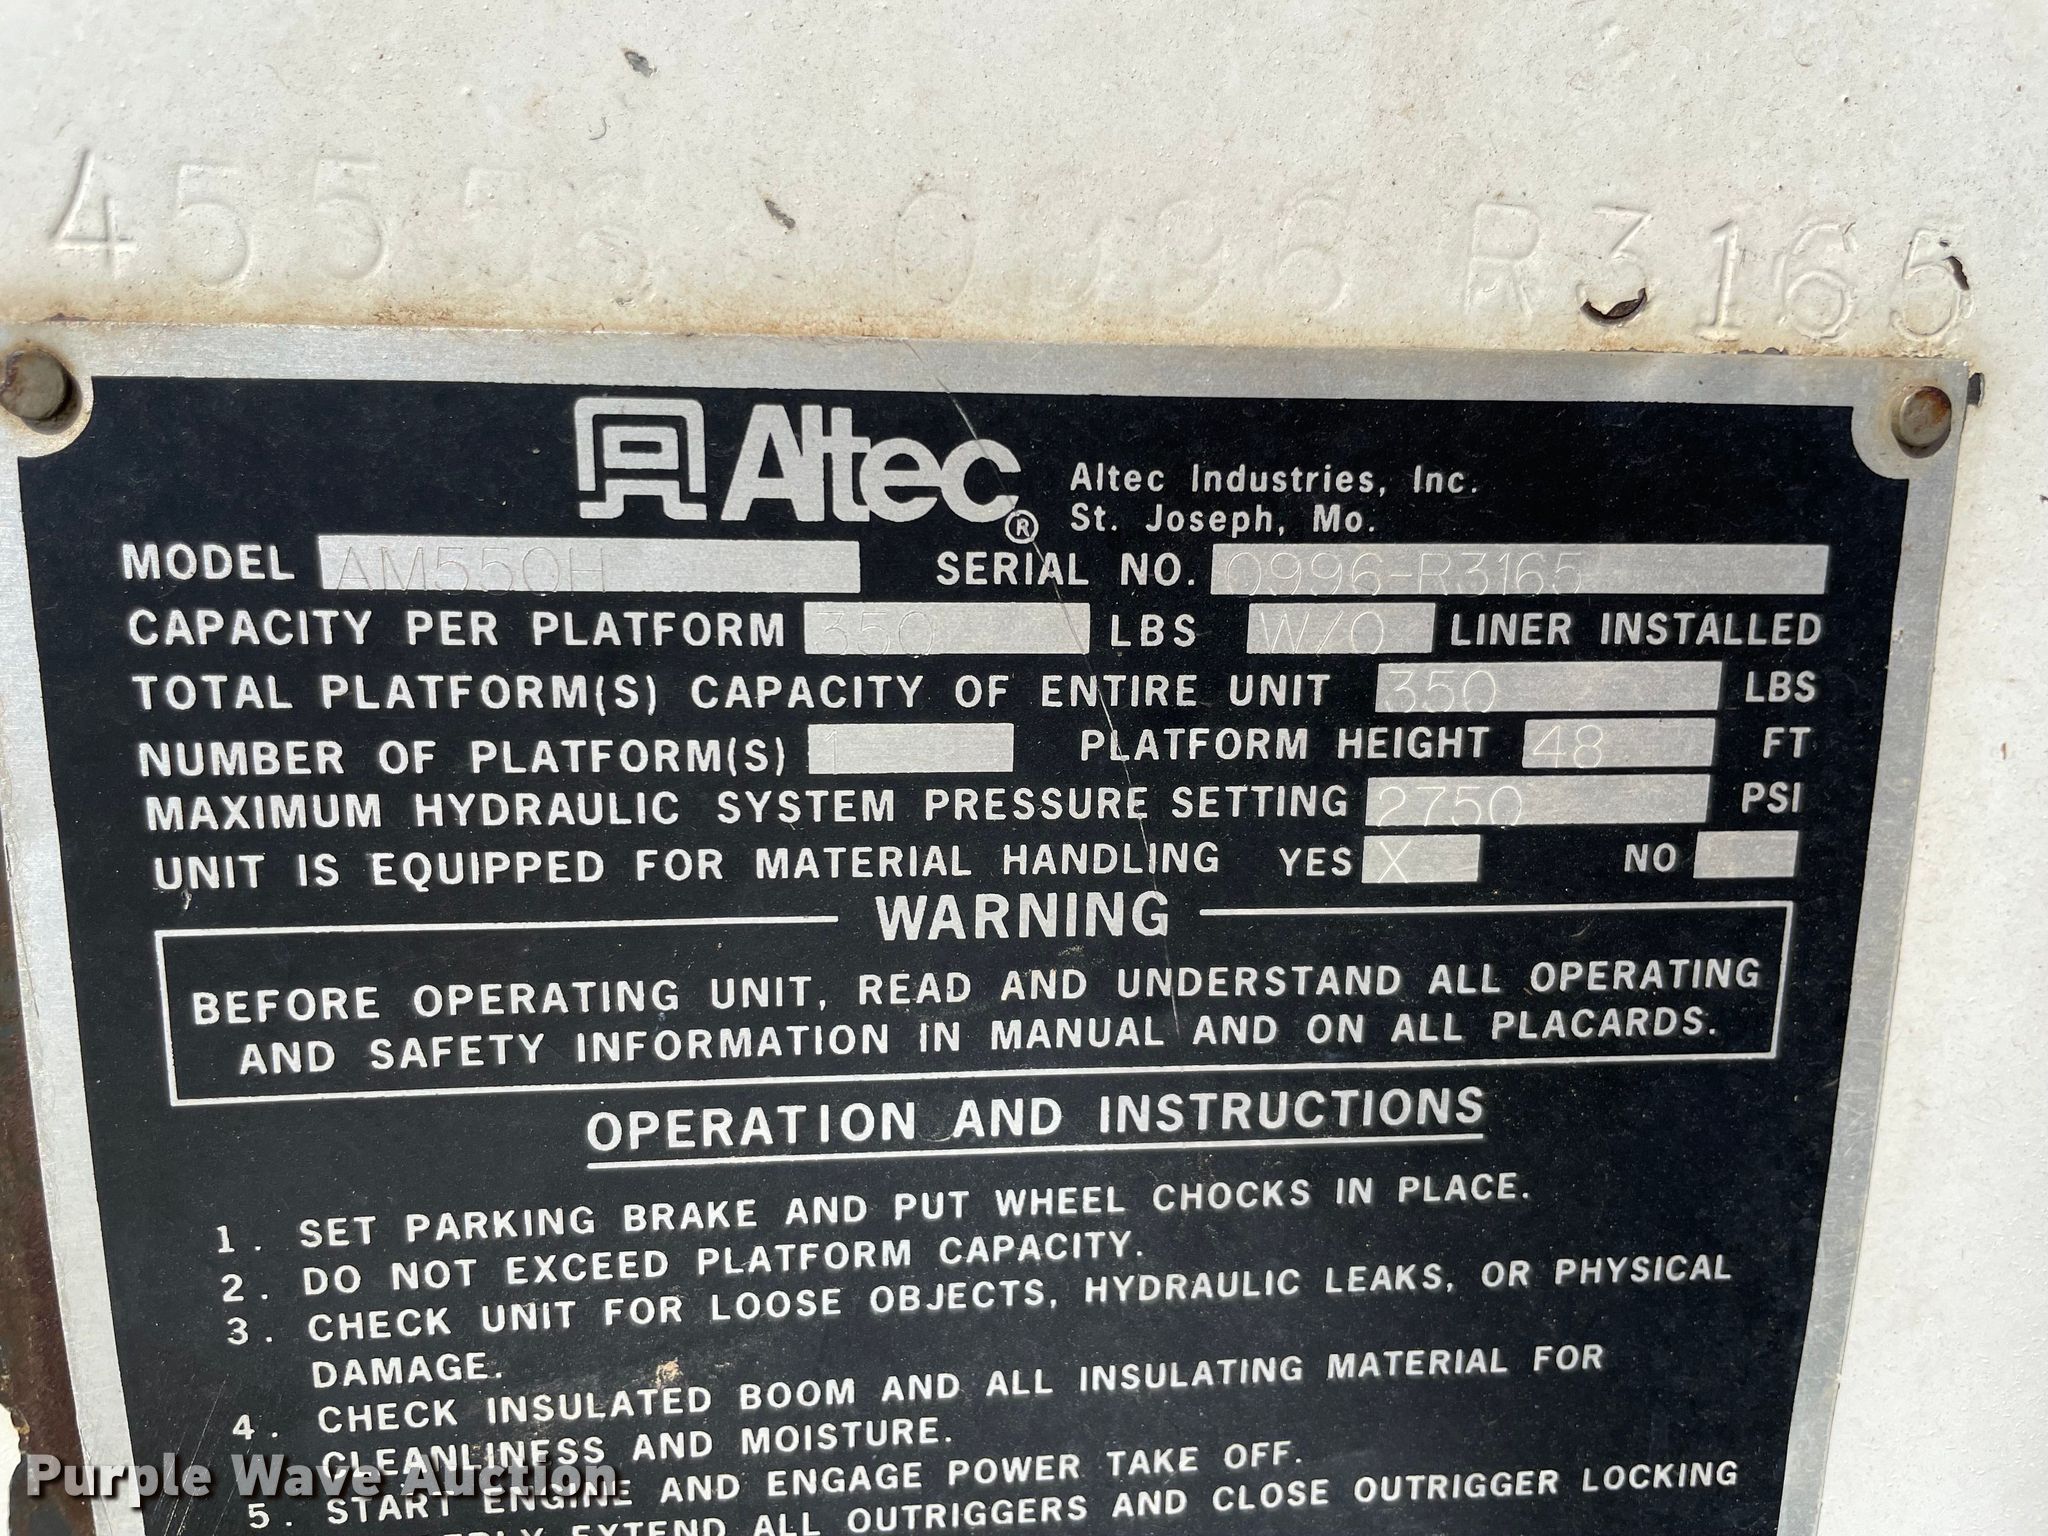 45556 0996 R3165
Altec®
Altec Industries, Inc.
St. Joseph, Mo.
MODEL AM550H SERIAL NO. 0996-R3165
CAPACITY PER PLATFORM 350 LBS W/O LINER INSTALLED
TOTAL PLATFORM(S) CAPACITY OF ENTIRE UNIT 350 LBS
NUMBER OF PLATFORM(S) 1 PLATFORM HEIGHT 48 FT
MAXIMUM HYDRAULIC SYSTEM PRESSURE SETTING 2750 PSI
UNIT IS EQUIPPED FOR MATERIAL HANDLING YES X NO
WARNING
BEFORE OPERATING UNIT, READ AND UNDERSTAND ALL OPERATING
AND SAFETY INFORMATION IN MANUAL AND ON ALL PLACARDS.
OPERATION AND INSTRUCTIONS
1. SET PARKING BRAKE AND PUT WHEEL CHOCKS IN PLACE.
2. DO NOT EXCEED PLATFORM CAPACITY.
3. CHECK UNIT FOR LOOSE OBJECTS, HYDRAULIC LEAKS, OR PHYSICAL
DAMAGE.
4. CHECK INSULATED BOOM AND ALL INSULATING MATERIAL FOR
CLEANLINESS AND MOISTURE.
5. START ENGINE AND ENGAGE POWER TAKE OFF.
EXTEND ALL OUTRIGGERS AND CLOSE OUTRIGGER LOCKING
Purple Wave Auction